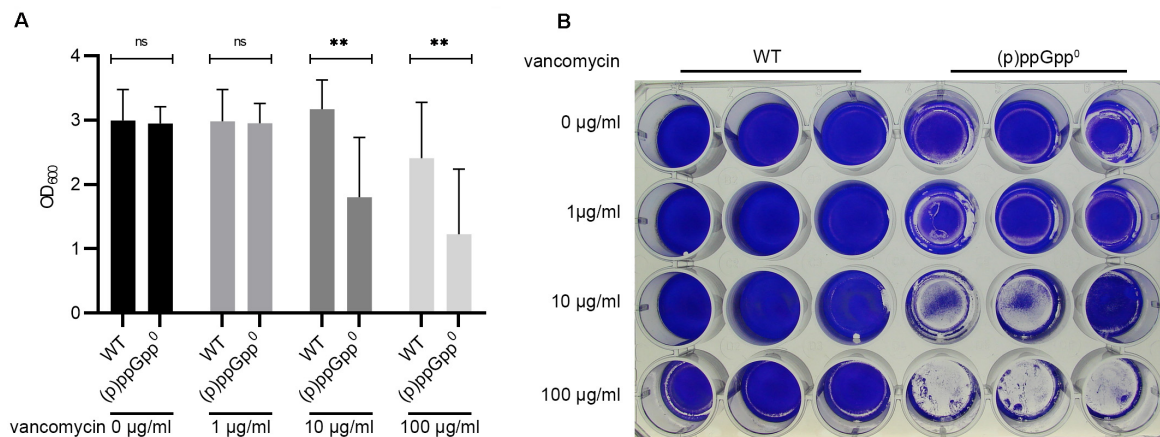 A
ns
ns
**
**
4
3
2
1
0
OD600
WT
(p)ppGpp0
WT
(p)ppGpp0
WT
(p)ppGpp0
WT
(p)ppGpp0
vancomycin 0 µg/ml 1 µg/ml 10 µg/ml 100 µg/ml
B
vancomycin WT (p)ppGpp0
0 µg/ml
1µg/ml
10 µg/ml
100 µg/ml